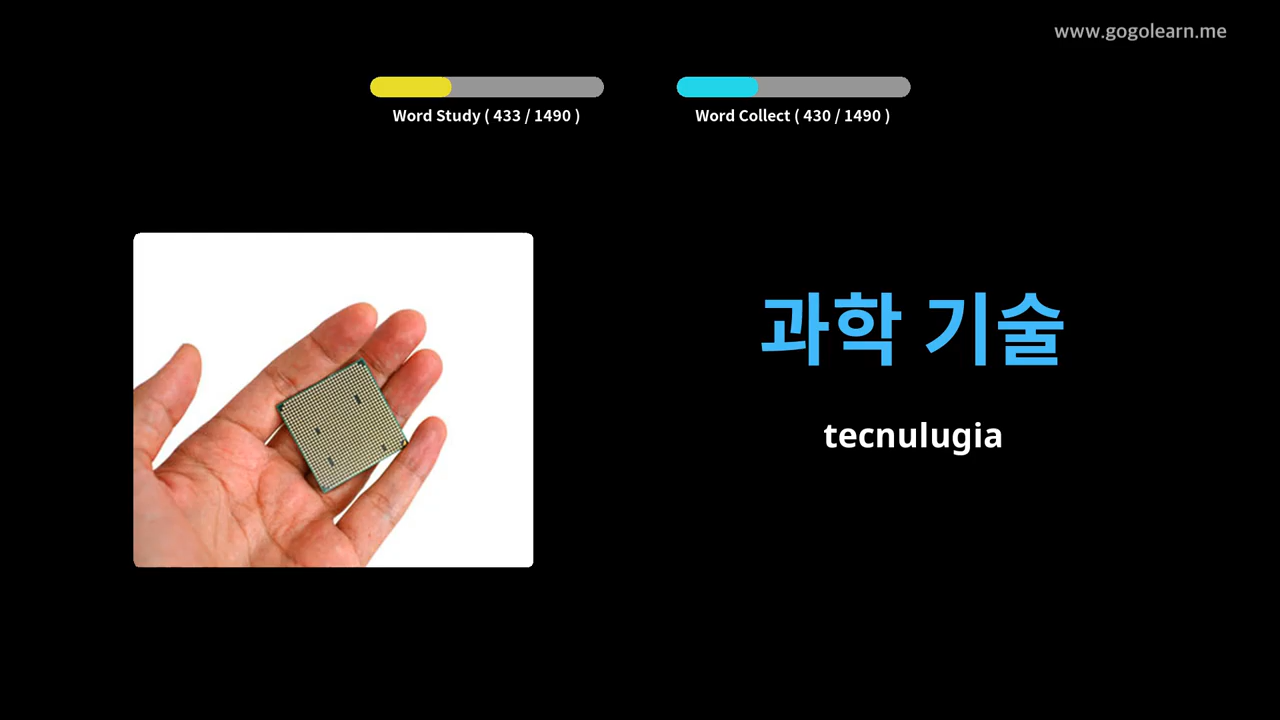 www.gogolearn.me
Word Study ( 433 / 1490 )
Word Collect ( 430 / 1490 )
과학 기술
tecnulugia